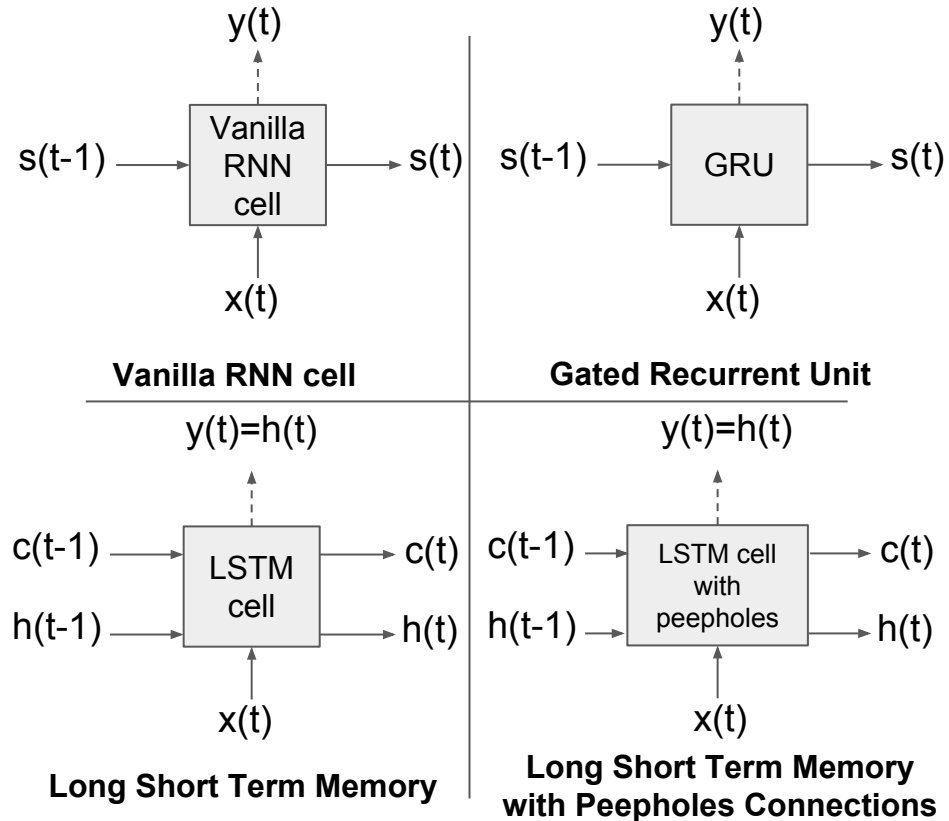 y(t)
Vanilla
RNN
cell
s(t-1)
s(t)
x(t)
Vanilla RNN cell
y(t)
GRU
s(t-1)
s(t)
x(t)
Gated Recurrent Unit
y(t)=h(t)
c(t-1)
LSTM
cell
c(t)
h(t-1)
h(t)
x(t)
Long Short Term Memory
y(t)=h(t)
c(t-1)
LSTM cell
with
peepholes
c(t)
h(t-1)
h(t)
x(t)
Long Short Term Memory
with Peepholes Connections